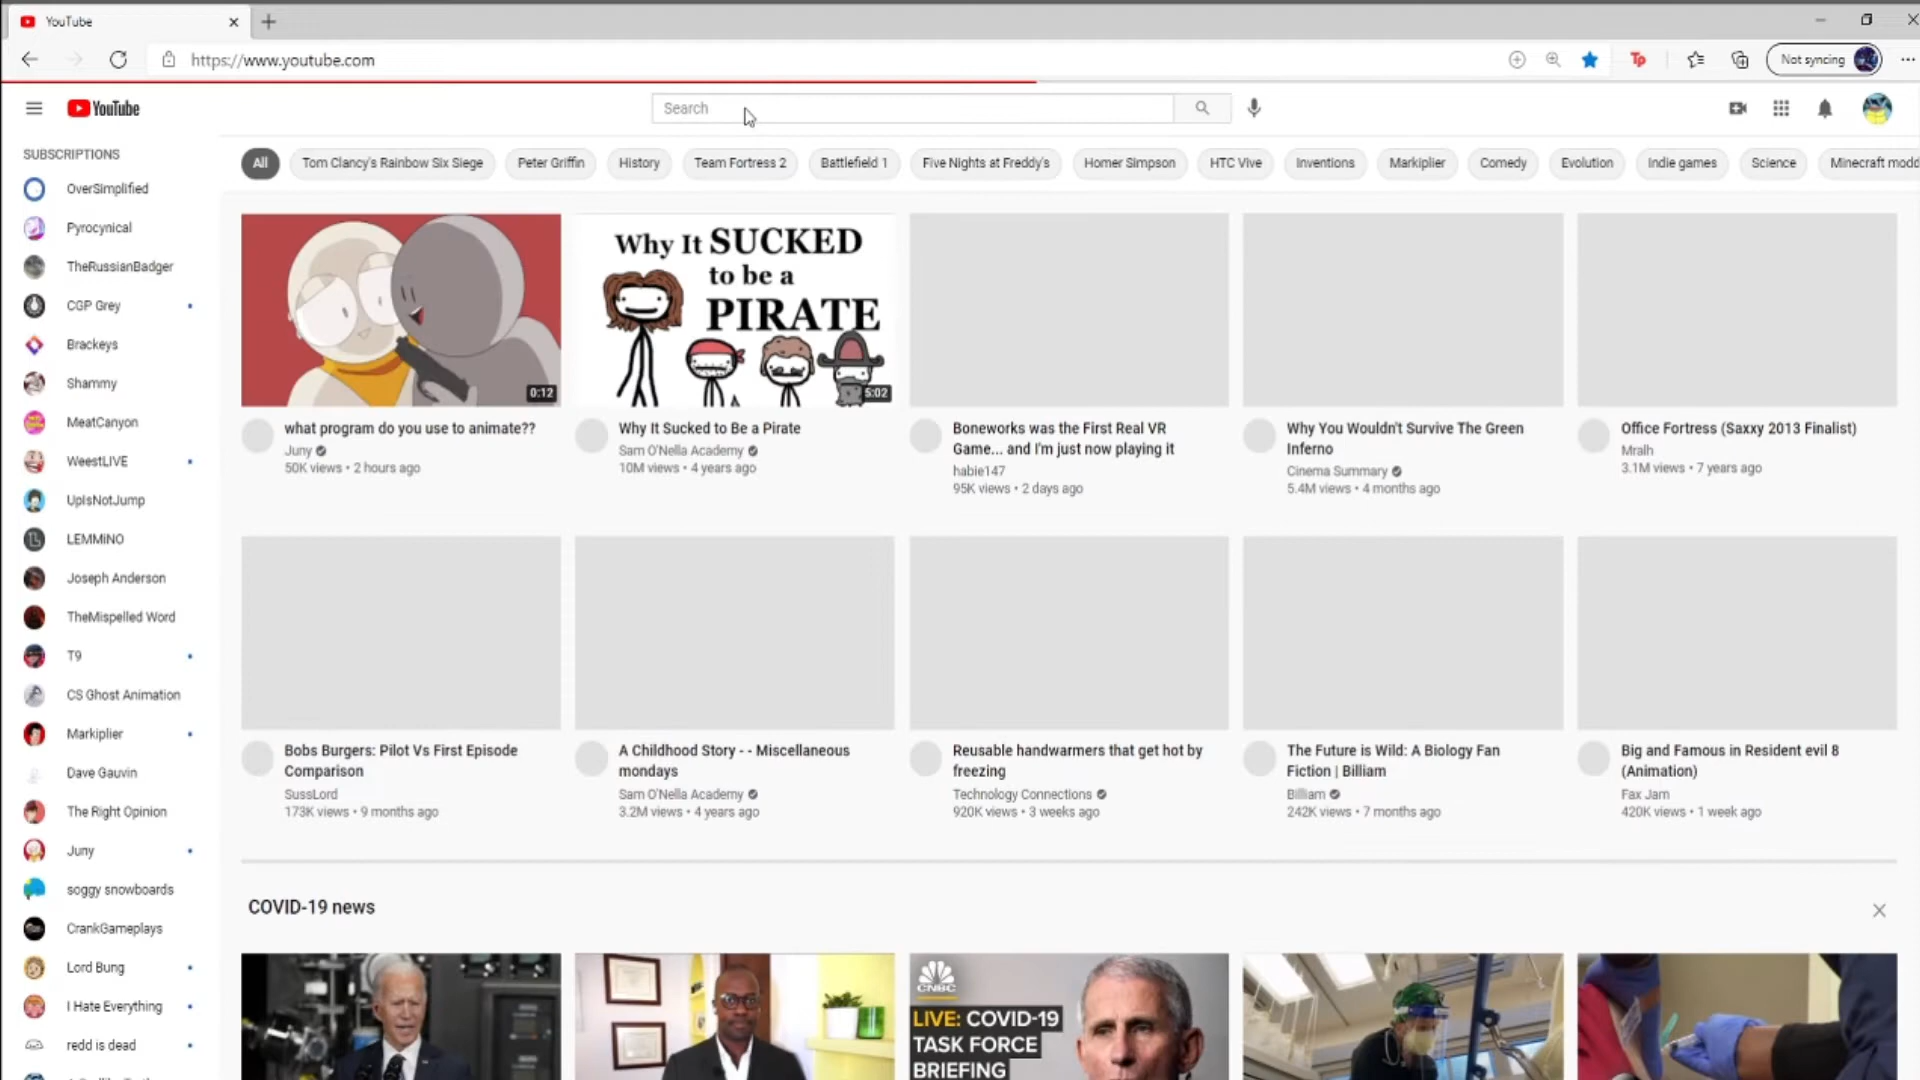 YouTube
https://www.youtube.com
Not syncing
YouTube
Search
SUBSCRIPTIONS
OverSimplified
Pyrocynical
TheRussianBadger
CGP Grey
Brackeys
Shammy
MeatCanyon
WeestLIVE
UpIsNotJump
LEMMiNO
Joseph Anderson
TheMispelled Word
T9
CS Ghost Animation
Markiplier
Dave Gauvin
The Right Opinion
Juny
soggy snowboards
CrankGameplays
Lord Bung
I Hate Everything
redd is dead
All
Tom Clancy's Rainbow Six Siege
Peter Griffin
History
Team Fortress 2
Battlefield 1
Five Nights at Freddy's
Homer Simpson
HTC Vive
Inventions
Markiplier
Comedy
Evolution
Indie games
Science
Minecraft modd
0:12
what program do you use to animate??
Juny
50K views • 2 hours ago
Why It SUCKED
to be a
PIRATE
5:02
Why It Sucked to Be a Pirate
Sam O'Nella Academy
10M views • 4 years ago
Boneworks was the First Real VR
Game... and I'm just now playing it
habie147
95K views • 2 days ago
Why You Wouldn't Survive The Green
Inferno
Cinema Summary
5.4M views • 4 months ago
Office Fortress (Saxxy 2013 Finalist)
Mralh
3.1M views • 7 years ago
Bobs Burgers: Pilot Vs First Episode
Comparison
SussLord
173K views • 9 months ago
A Childhood Story - - Miscellaneous
mondays
Sam O'Nella Academy
3.2M views • 4 years ago
Reusable handwarmers that get hot by
freezing
Technology Connections
920K views • 3 weeks ago
The Future is Wild: A Biology Fan
Fiction | Billiam
Billiam
242K views • 7 months ago
Big and Famous in Resident evil 8
(Animation)
Fax Jam
420K views • 1 week ago
COVID-19 news
CNBC
LIVE: COVID-19
TASK FORCE
BRIEFING